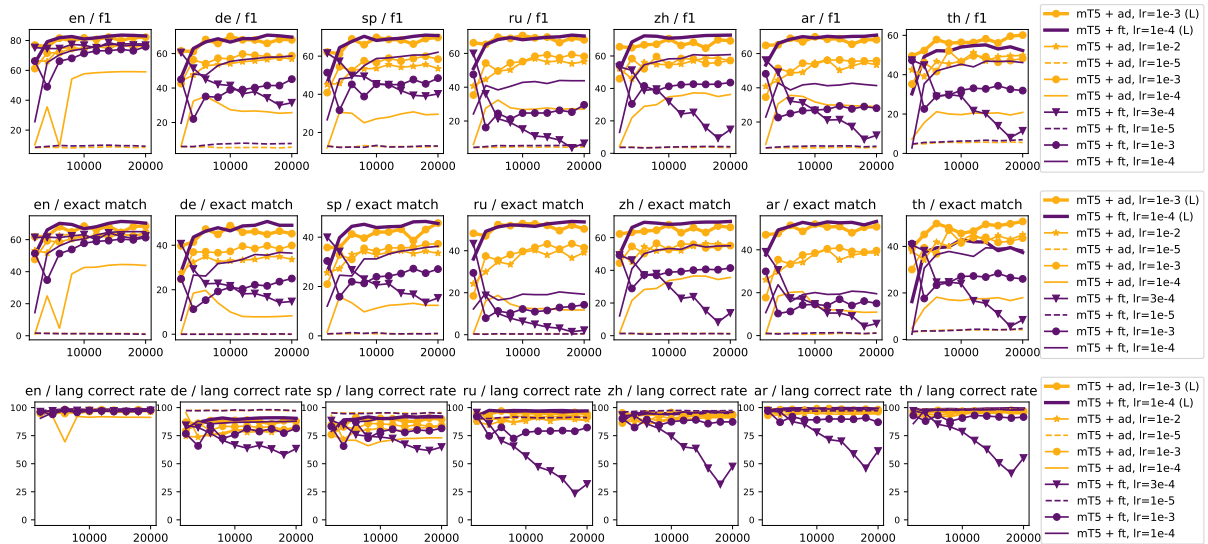 en / f1
de / f1
sp / f1
ru / f1
zh / f1
ar / f1
th / f1
80
60
40
20
60
40
20
60
40
20
60
40
20
60
40
20
60
40
20
60
40
20
10000 20000
10000 20000
10000 20000
10000 20000
10000 20000
10000 20000
10000 20000
mT5 + ad, lr=1e-3 (L)
mT5 + ft, lr=1e-4 (L)
mT5 + ad, lr=1e-2
mT5 + ad, lr=1e-5
mT5 + ad, lr=1e-3
mT5 + ad, lr=1e-4
mT5 + ft, lr=3e-4
mT5 + ft, lr=1e-5
mT5 + ft, lr=1e-3
mT5 + ft, lr=1e-4
en / exact match
de / exact match
sp / exact match
ru / exact match
zh / exact match
ar / exact match
th / exact match
60
40
20
0
40
20
0
40
20
0
40
20
0
60
40
20
0
40
20
0
40
20
0
10000 20000
10000 20000
10000 20000
10000 20000
10000 20000
10000 20000
10000 20000
mT5 + ad, lr=1e-3 (L)
mT5 + ft, lr=1e-4 (L)
mT5 + ad, lr=1e-2
mT5 + ad, lr=1e-5
mT5 + ad, lr=1e-3
mT5 + ad, lr=1e-4
mT5 + ft, lr=3e-4
mT5 + ft, lr=1e-5
mT5 + ft, lr=1e-3
mT5 + ft, lr=1e-4
en / lang correct rate
de / lang correct rate
sp / lang correct rate
ru / lang correct rate
zh / lang correct rate
ar / lang correct rate
th / lang correct rate
100
75
50
25
0
100
75
50
25
0
100
75
50
25
0
100
75
50
25
0
100
75
50
25
0
100
75
50
25
0
100
75
50
25
0
10000 20000
10000 20000
10000 20000
10000 20000
10000 20000
10000 20000
10000 20000
mT5 + ad, lr=1e-3 (L)
mT5 + ft, lr=1e-4 (L)
mT5 + ad, lr=1e-2
mT5 + ad, lr=1e-5
mT5 + ad, lr=1e-3
mT5 + ad, lr=1e-4
mT5 + ft, lr=3e-4
mT5 + ft, lr=1e-5
mT5 + ft, lr=1e-3
mT5 + ft, lr=1e-4